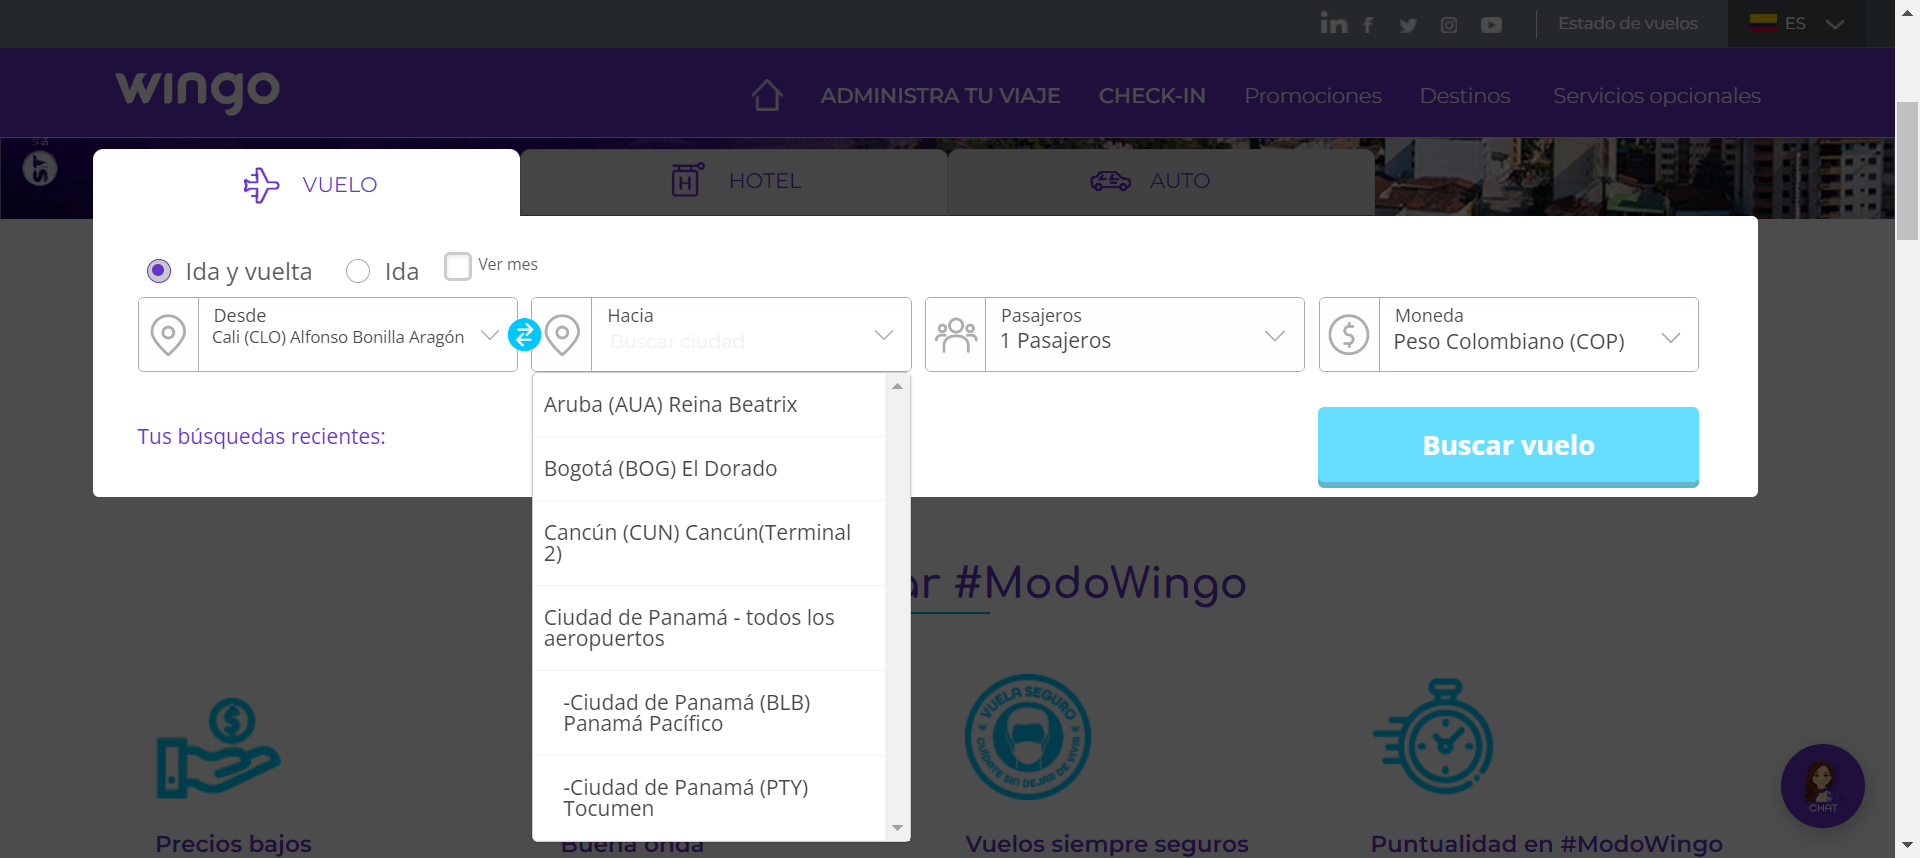 Estado de vuelos
ES
wingo
ADMINISTRA TU VIAJE
CHECK-IN
Promociones
Destinos
Servicios opcionales
VUELO
HOTEL
AUTO
Ida y vuelta
Ida
Ver mes
Desde
Cali (CLO) Alfonso Bonilla Aragón
Hacia
Buscar ciudad
Pasajeros
1 Pasajeros
Moneda
Peso Colombiano (COP)
Tus búsquedas recientes:
Buscar vuelo
Aruba (AUA) Reina Beatrix
Bogotá (BOG) El Dorado
Cancún (CUN) Cancún(Terminal
2)
Ciudad de Panamá - todos los
aeropuertos
-Ciudad de Panamá (BLB)
Panamá Pacífico
-Ciudad de Panamá (PTY)
Tocumen
#ModoWingo
VUELA SEGURO
CUÍDATE SIN DEJAR DE VIVIR
CHAT
Precios bajos
Buena onda
Vuelos siempre seguros
Puntualidad en #ModoWingo